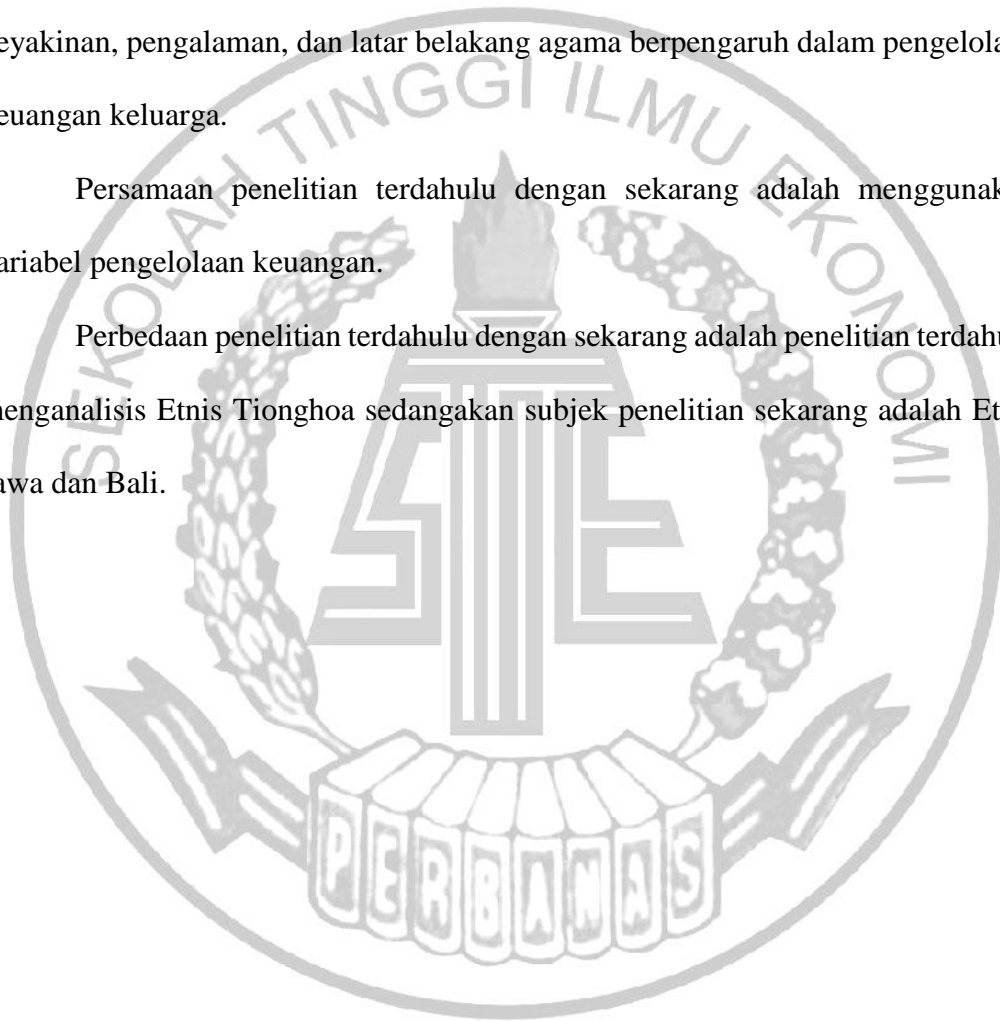 eyakinan, pengalaman, dan latar belakang agama berpengaruh dalam pengelola
euangan keluarga.
Persamaan penelitian terdahulu dengan sekarang adalah menggunak
ariabel pengelolaan keuangan.
Perbedaan penelitian terdahulu dengan sekarang adalah penelitian terdahu
menganalisis Etnis Tionghoa sedangakan subjek penelitian sekarang adalah Et
awa dan Bali.
SEKOLAH TINGGI ILMU EKONOMI
PERBANAS